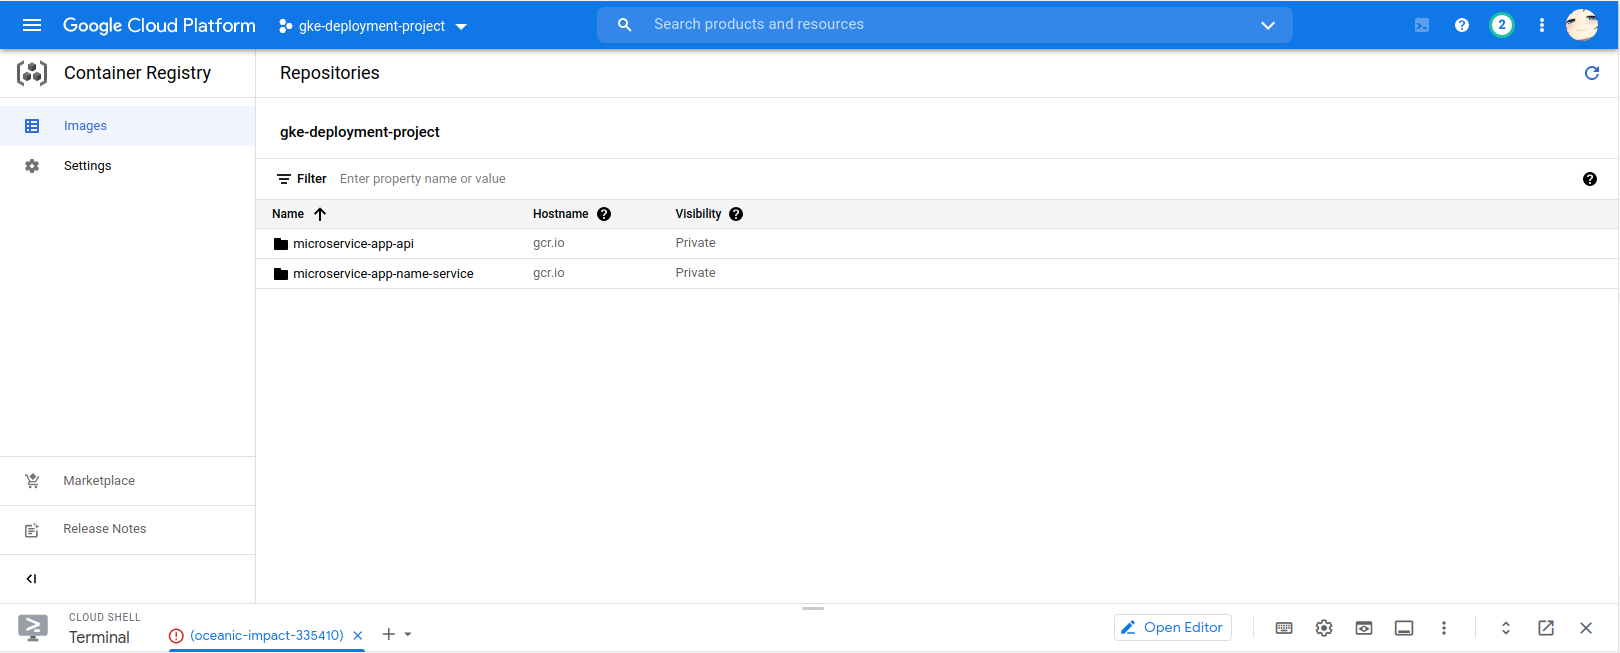 Google Cloud Platform
gke-deployment-project
Search products and resources
2
Container Registry
Repositories
Images
Settings
gke-deployment-project
Filter Enter property name or value
Name Hostname Visibility
microservice-app-api gcr.io Private
microservice-app-name-service gcr.io Private
Marketplace
Release Notes
CLOUD SHELL
Terminal
(oceanic-impact-335410)
Open Editor